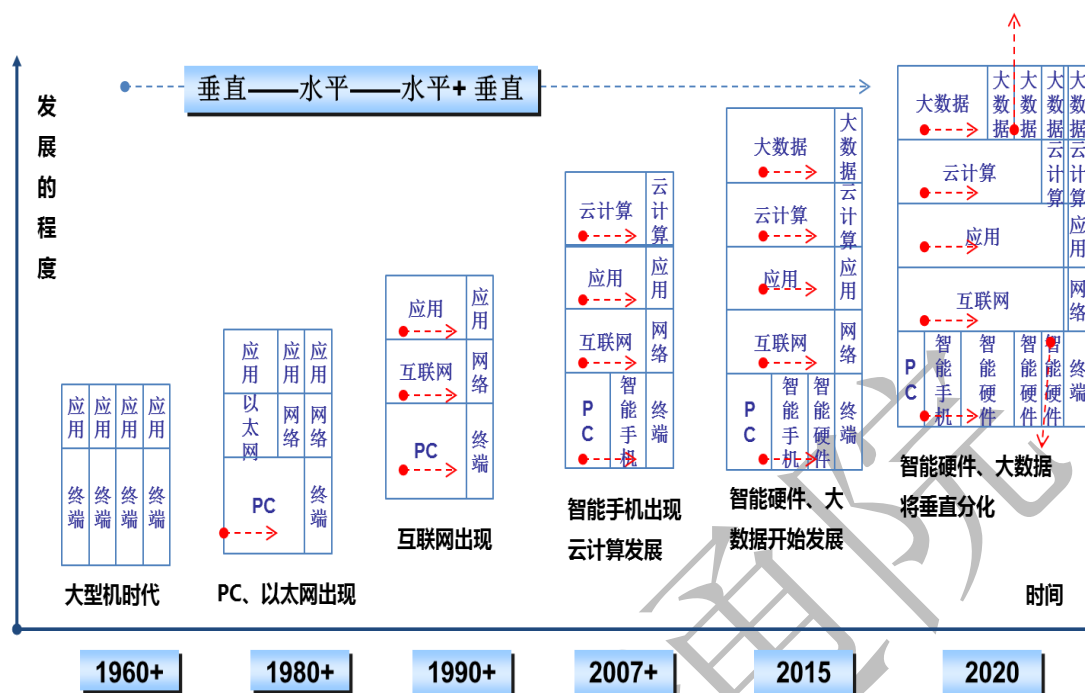 发展的程度
垂直——水平——水平+ 垂直
应用 应用 应用 应用
终端 终端 终端 终端
大型机时代
应用 应用 应用
以太网 网络 网络
PC 终端
PC、以太网出现
应用 应用
互联网 网络
PC 终端
互联网出现
云计算 云计算
应用 应用
互联网 网络
PC 智能手机 终端
智能手机出现
云计算发展
大数据 大数据
云计算 云计算
应用 应用
互联网 网络
PC 智能手机 智能硬件 终端
智能硬件、大
数据开始发展
大数据 大数据 大数据 大数据 大数据
云计算 云计算 云计算
应用 应用
互联网 网络
PC 智能手机 智能硬件 智能硬件 智能硬件 终端
智能硬件、大数据
将垂直分化
时间
1960+ 1980+ 1990+ 2007+ 2015 2020
通院